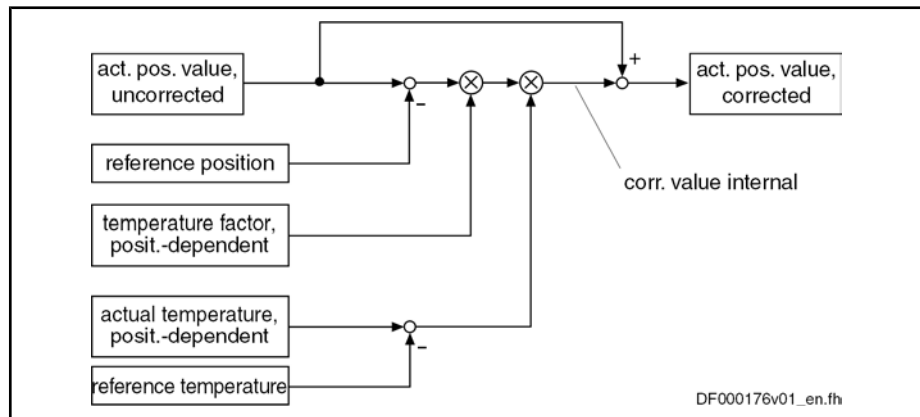 act. pos. value,
uncorrected
+
act. pos. value,
corrected
-
reference position
corr. value internal
temperature factor,
posit.-dependent
actual temperature,
posit.-dependent
-
reference temperature
DF000176v01_en.fh